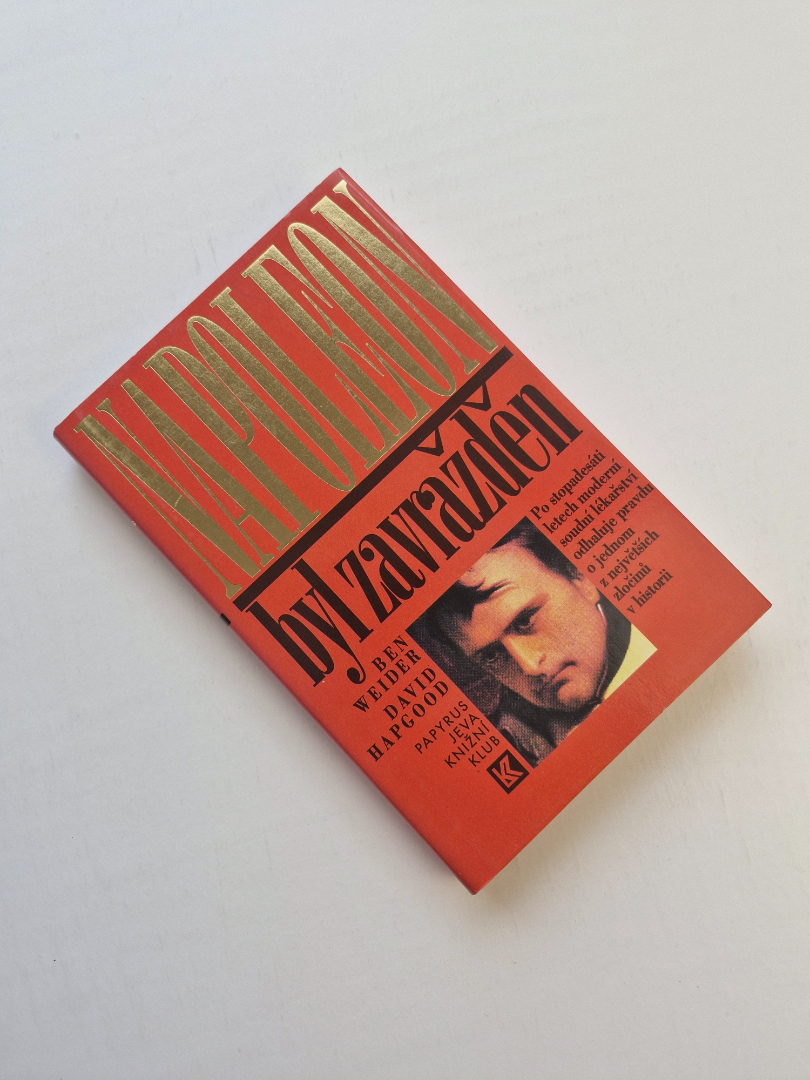 NAPOLEON
byl zavražděn
Po stopadesáti
letech moderní
soudní lékařství
odhaluje pravdu
o jednom
z největších
zločinů
v historii
BEN
WEIDER
DAVID
HAPGOOD
PAPYRUS
JEVA
KNIŽNÍ
KLUB